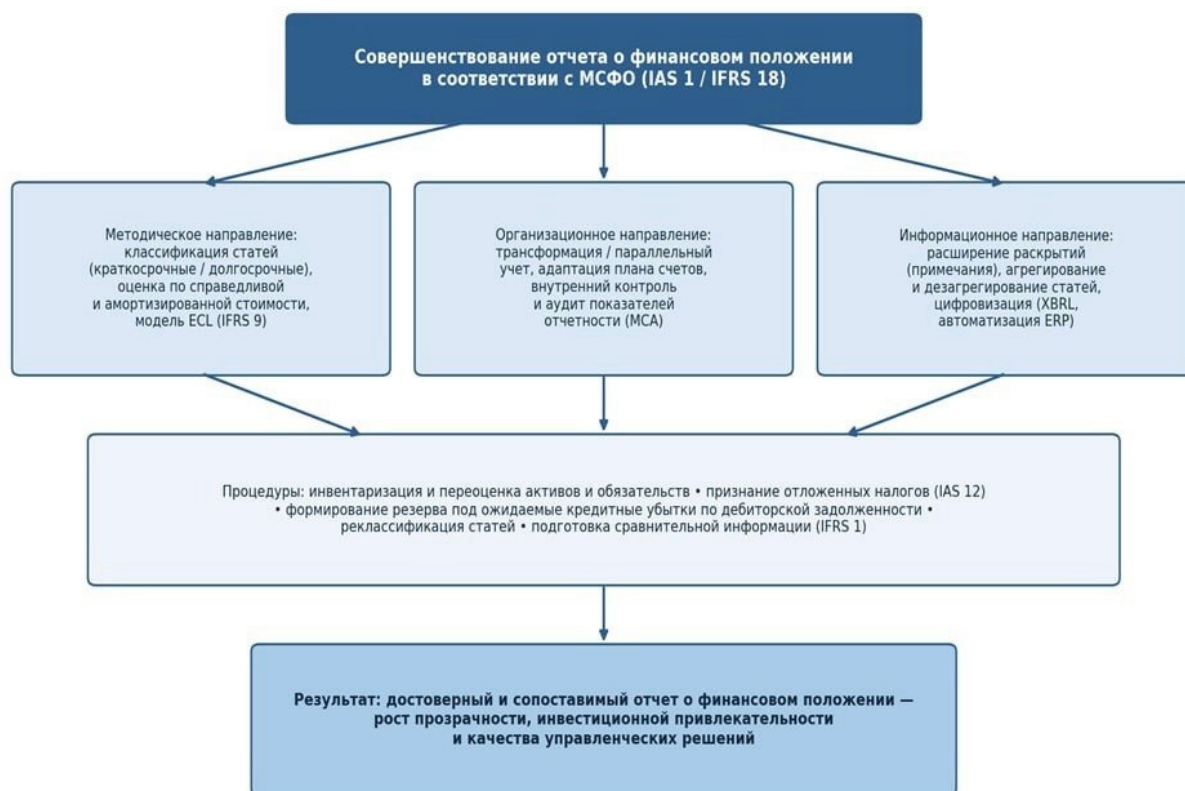 Совершенствование отчета о финансовом положении
в соответствии с МСФО (IAS 1 / IFRS 18)
Методическое направление:
классификация статей
(краткосрочные / долгосрочные),
оценка по справедливой
и амортизированной стоимости,
модель ECL (IFRS 9)
Организационное направление:
трансформация / параллельный
учет, адаптация плана счетов,
внутренний контроль
и аудит показателей
отчетности (МСА)
Информационное направление:
расширение раскрытий
(примечания), агрегирование
и дезагрегирование статей,
цифровизация (XBRL,
автоматизация ERP)
Процедуры: инвентаризация и переоценка активов и обязательств • признание отложенных налогов (IAS 12)
• формирование резерва под ожидаемые кредитные убытки по дебиторской задолженности •
реклассификация статей • подготовка сравнительной информации (IFRS 1)
Результат: достоверный и сопоставимый отчет о финансовом положении —
рост прозрачности, инвестиционной привлекательности
и качества управленческих решений